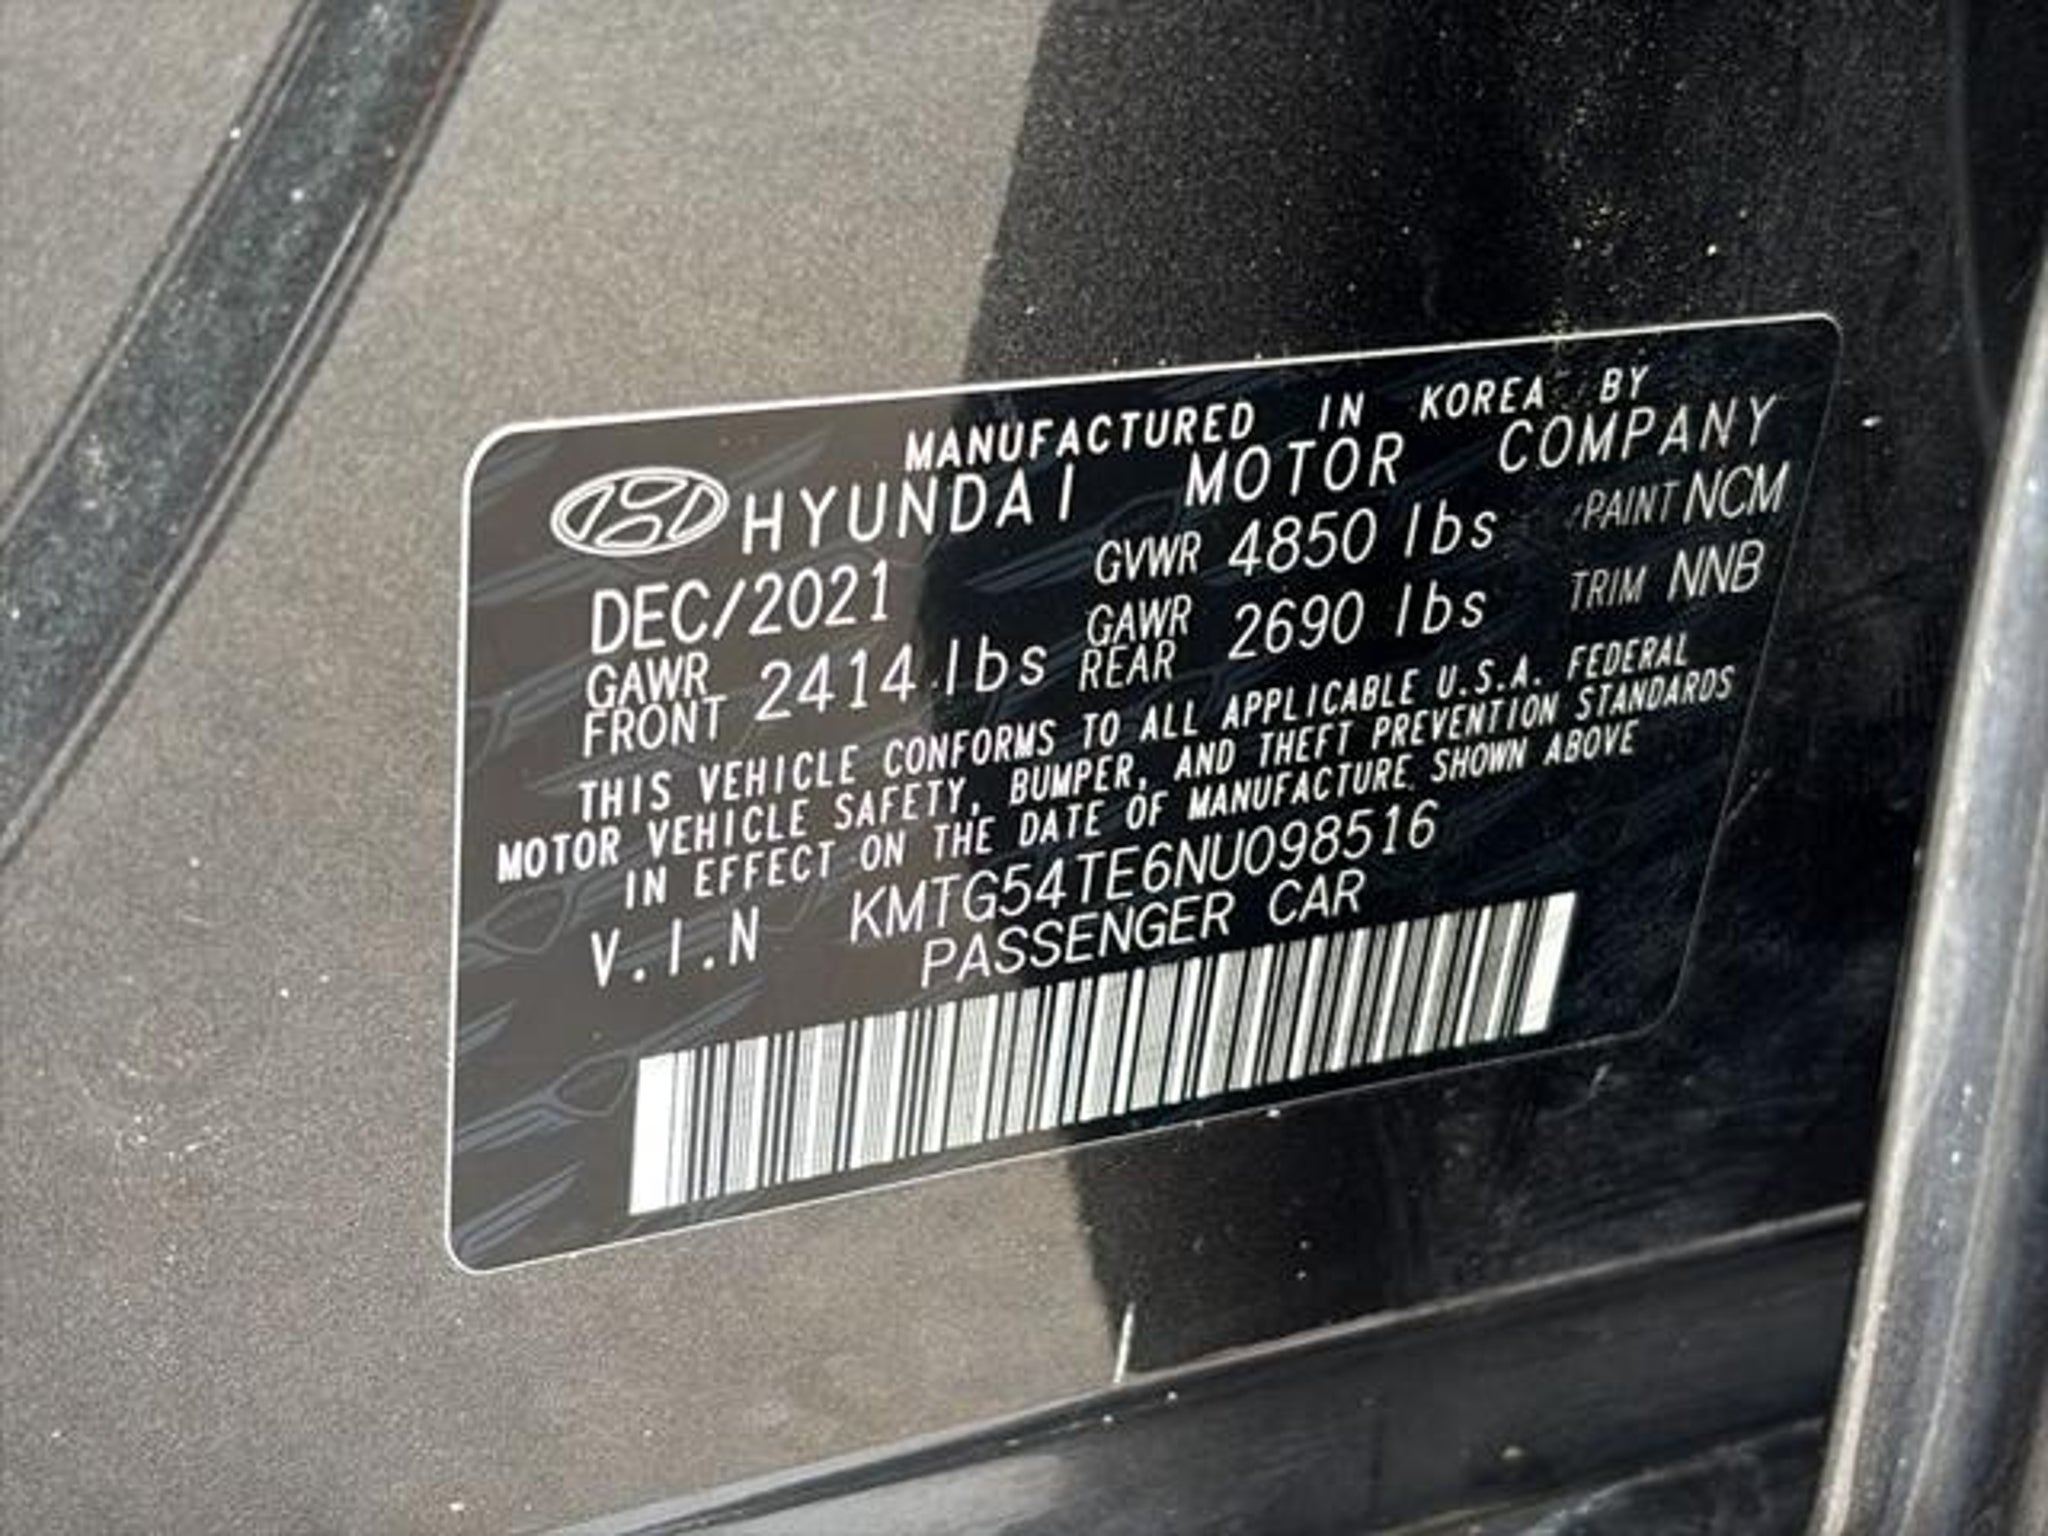 MANUFACTURED IN KOREA BY
HYUNDAI MOTOR COMPANY
DEC/2021 GVWR 4850 lbs PAINT NCM
GAWR FRONT 2414 lbs GAWR REAR 2690 lbs TRIM NNB
THIS VEHICLE CONFORMS TO ALL APPLICABLE U.S.A. FEDERAL
MOTOR VEHICLE SAFETY, BUMPER, AND THEFT PREVENTION STANDARDS
IN EFFECT ON THE DATE OF MANUFACTURE SHOWN ABOVE
V.I.N KMTG54TE6NU098516
PASSENGER CAR